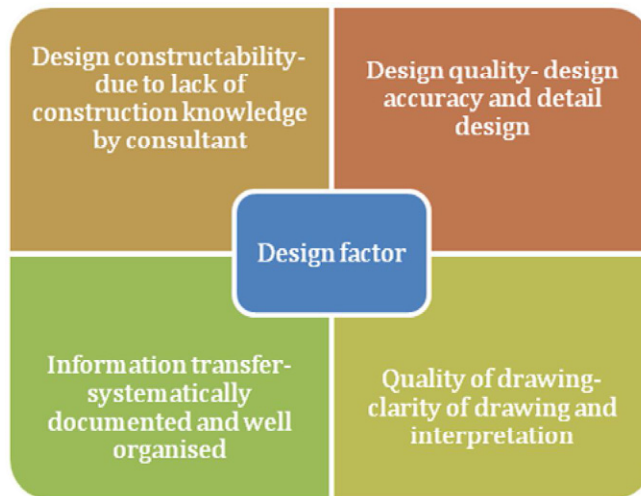 Design constructability-
due to lack of
construction knowledge
by consultant
Design quality- design
accuracy and detail
design
Design factor
Information transfer-
systematically
documented and well
organised
Quality of drawing-
clarity of drawing and
interpretation